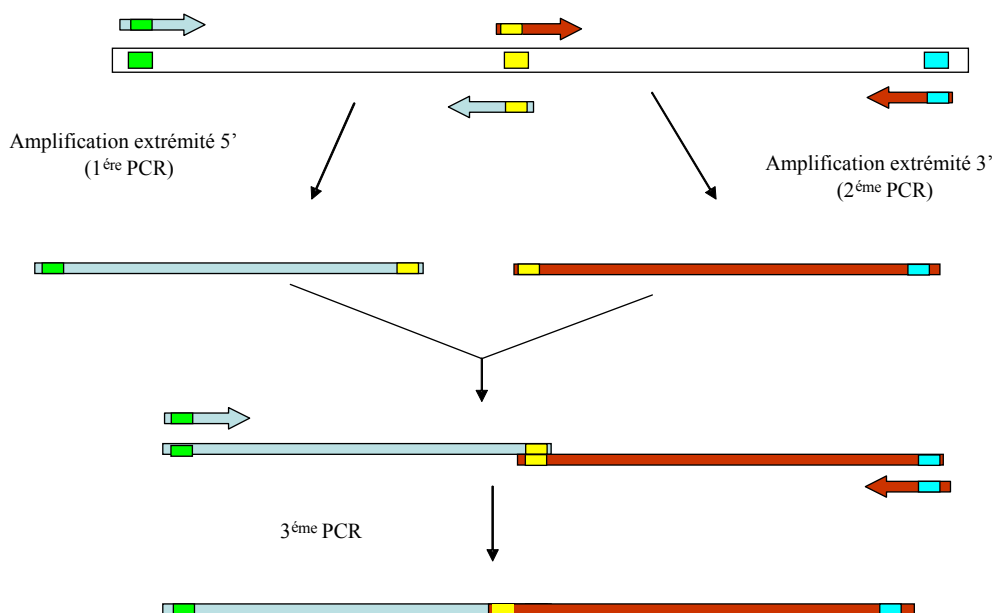 Amplification extrémité 5’
(1ére PCR)
Amplification extrémité 3’
(2éme PCR)
3éme PCR